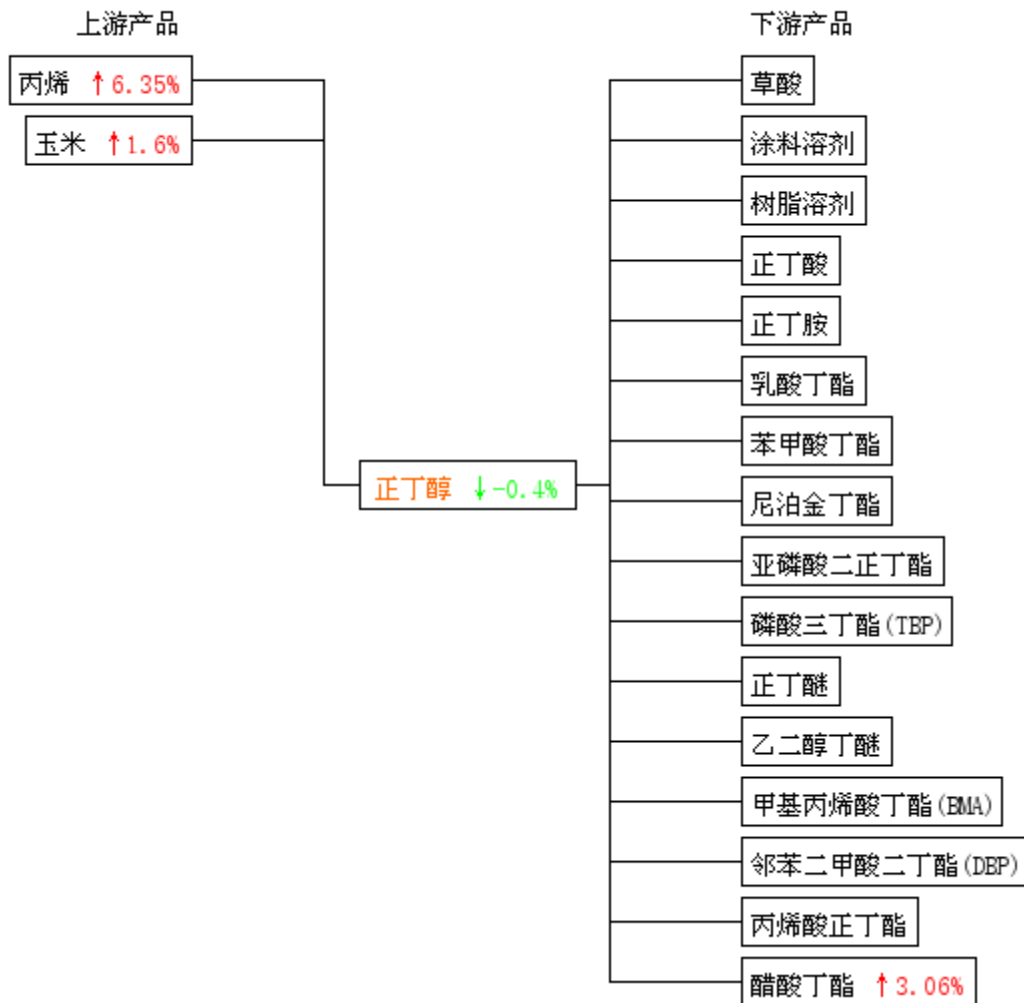 上游产品
丙烯 ↑6.35%
玉米 ↑1.6%
正丁醇 ↓-0.4%
下游产品
草酸
涂料溶剂
树脂溶剂
正丁酸
正丁胺
乳酸丁酯
苯甲酸丁酯
尼泊金丁酯
亚磷酸二正丁酯
磷酸三丁酯(TBP)
正丁醚
乙二醇丁醚
甲基丙烯酸丁酯(BMA)
邻苯二甲酸二丁酯(DBP)
丙烯酸正丁酯
醋酸丁酯 ↑3.06%